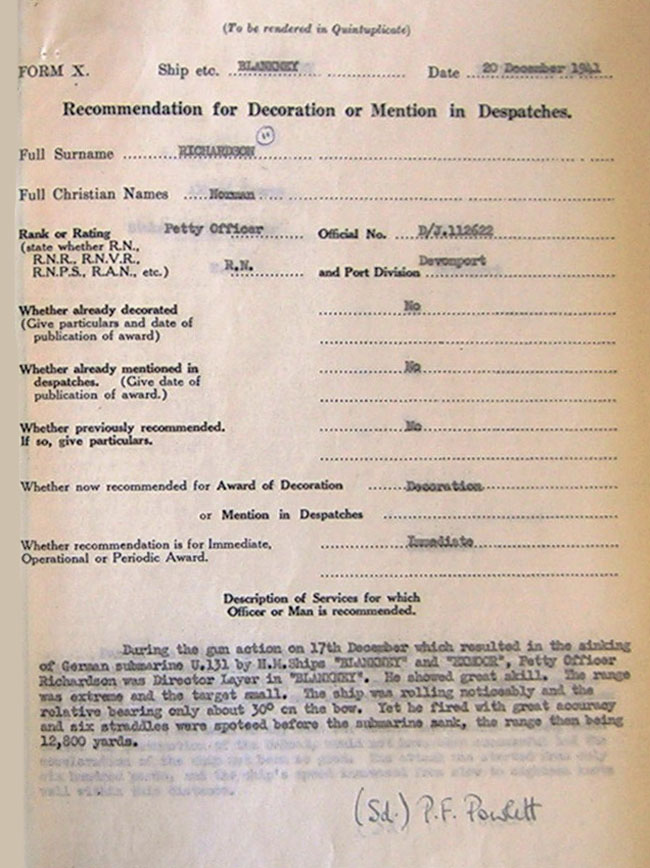 (To be rendered in Quintuplicate)
FORM X. Ship etc. BLANKNEY Date 20 December 1941
Recommendation for Decoration or Mention in Despatches.
Full Surname RICHARDSON
Full Christian Names Norman
Rank or Rating Petty Officer Official No. D/J.112622
(state whether R.N.,
R.N.R., R.N.V.R., R.N. Devonport
R.N.P.S., R.A.N., etc.) and Port Division
Whether already decorated No
(Give particulars and date of
publication of award)
Whether already mentioned in No
despatches. (Give date of
publication of award.)
Whether previously recommended. No
If so, give particulars.
Whether now recommended for Award of Decoration Decoration
or Mention in Despatches
Whether recommendation is for Immediate, Immediate
Operational or Periodic Award.
Description of Services for which
Officer or Man is recommended.
During the gun action on 17th December which resulted in the sinking
of German submarine U.131 by H.M.Ships "BLANKNEY" and , Petty Officer
Richardson was Director Layer in "BLANKNEY". He showed great skill. The range
was extreme and the target small. The ship was rolling noticeably and the
relative bearing only about 30° on the bow. Yet he fired with great accuracy
and six straddles were spoteed before the submarine sank, the range then being
12,800 yards.
(Sd.) P.F. Powlett